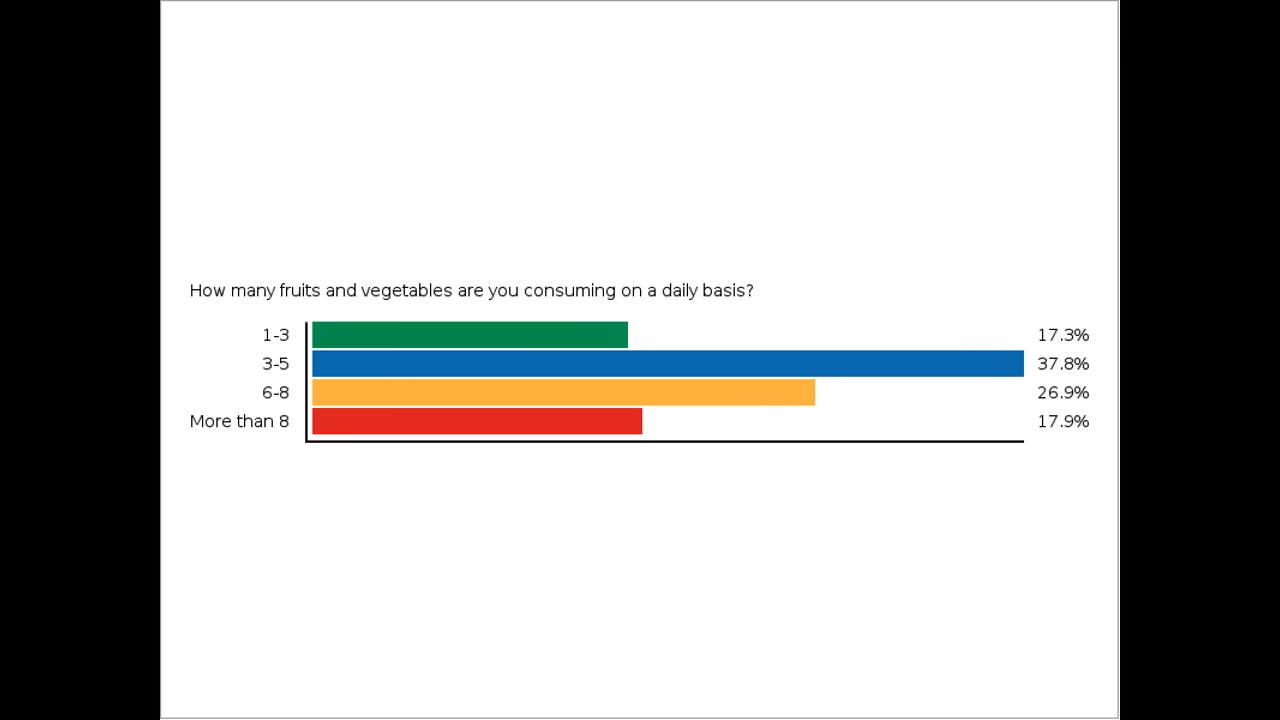 How many fruits and vegetables are you consuming on a daily basis?
1-3 17.3%
3-5 37.8%
6-8 26.9%
More than 8 17.9%